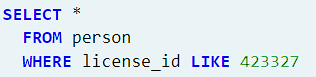 SELECT *
FROM person
WHERE license_id LIKE 423327